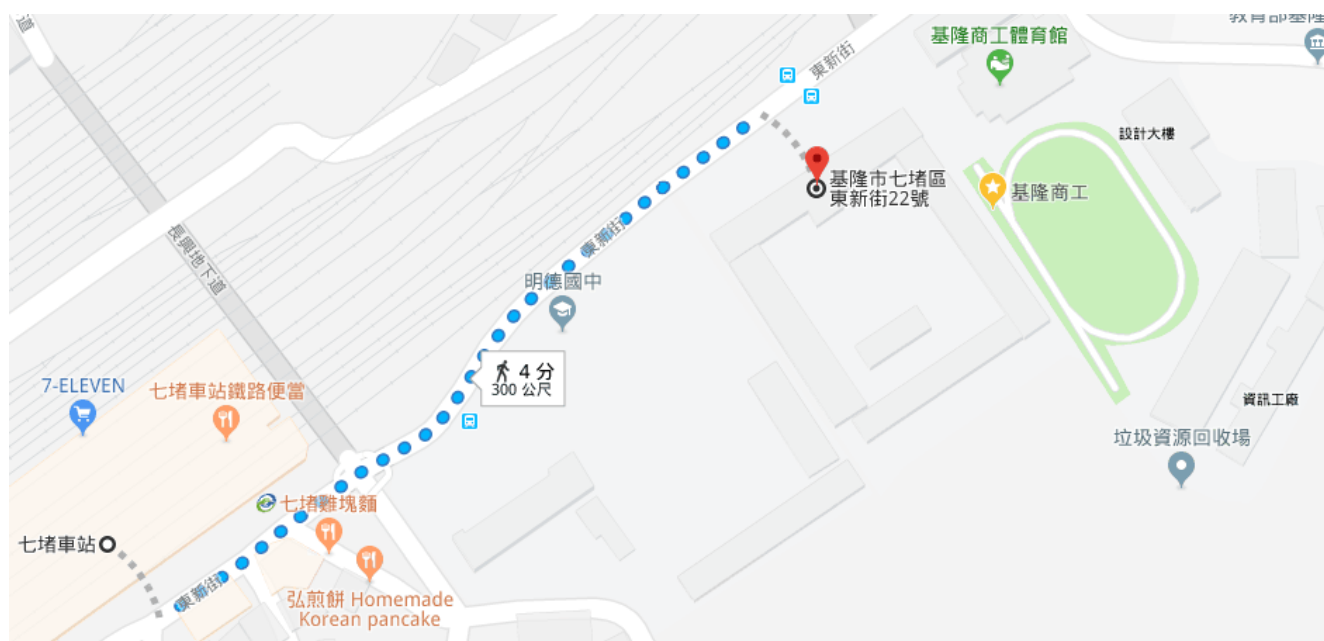 道
教育部基隆
基隆商工體育館
東新街
設計大樓
基隆市七堵區
東新街22號
基隆商工
長興地下道
東新街
明德國中
4 分
300 公尺
7-ELEVEN
七堵車站鐵路便當
資訊工廠
垃圾資源回收場
七堵雞塊麵
七堵車站
東新街
弘煎餅 Homemade
Korean pancake